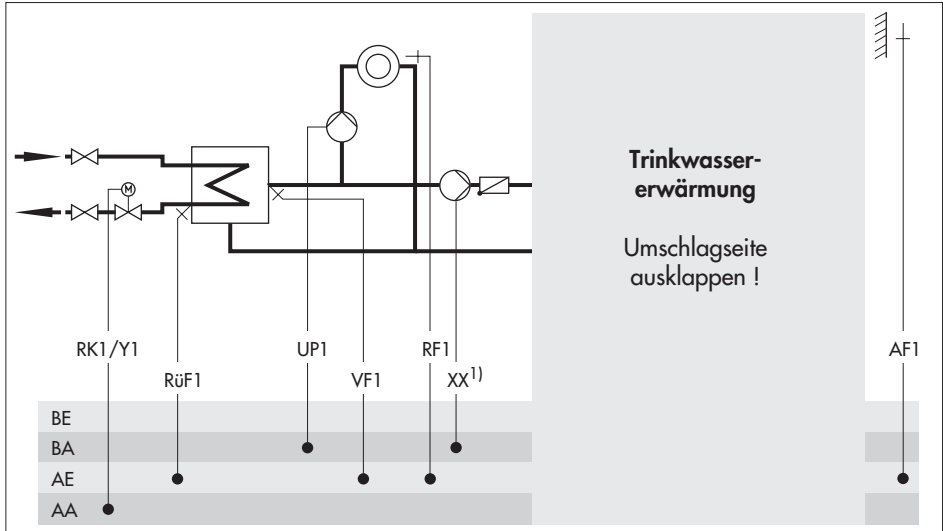 Trinkwasser-
erwärmung
Umschlagseite
ausklappen !
M
RK1/Y1
UP1
RF1
AF1
RüF1
VF1
XX1)
BE
BA
AE
AA